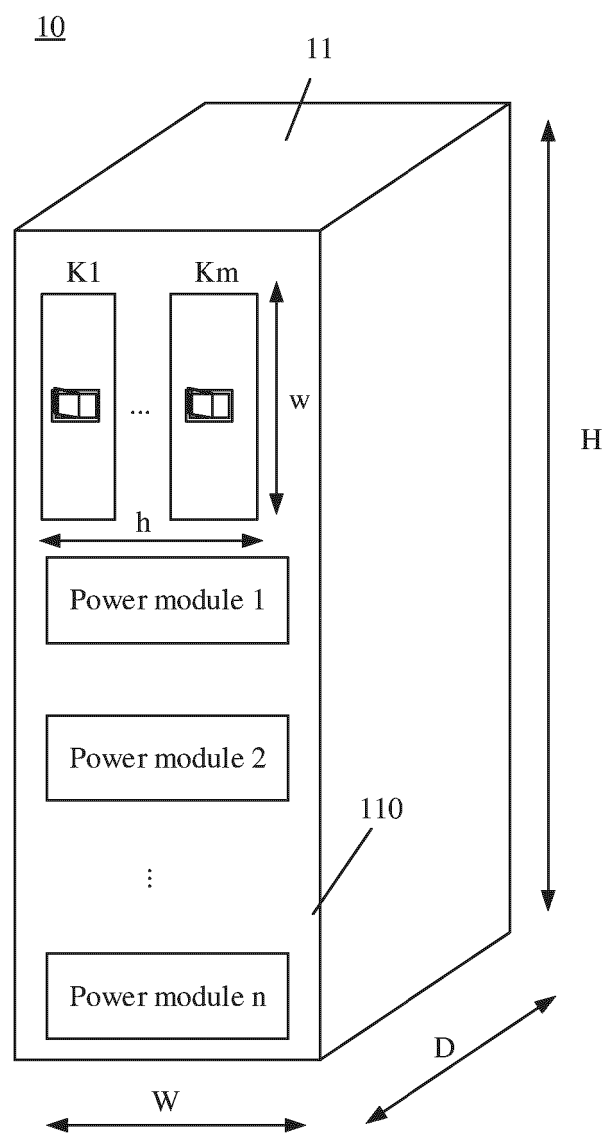 10
11
K1
Km
...
w
H
h
Power module 1
Power module 2
110
...
Power module n
D
W